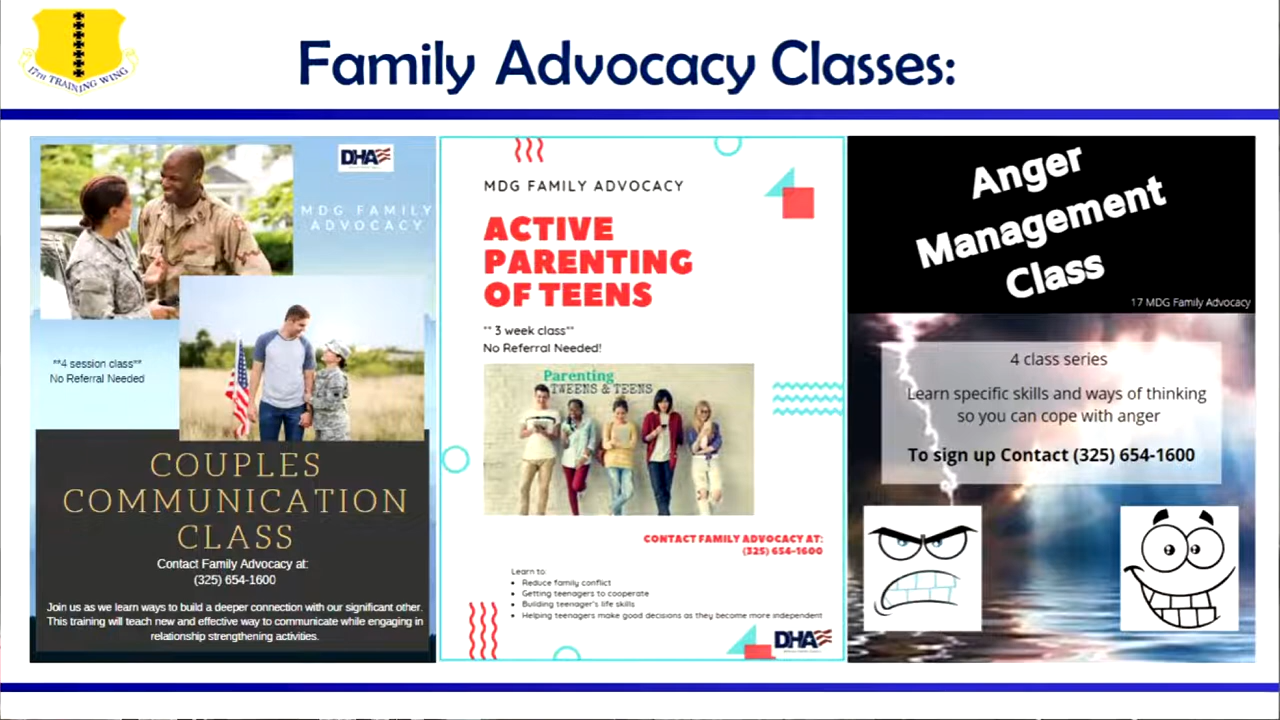 17TH TRAINING WING
Family Advocacy Classes:
DHA
MDG FAMILY
ADVOCACY
**4 session class**
No Referral Needed
COUPLES
COMMUNICATION
CLASS
Contact Family Advocacy at:
(325) 654-1600
Join us as we learn ways to build a deeper connection with our significant other.
This training will teach new and effective way to communicate while engaging in
relationship strengthening activities.
MDG FAMILY ADVOCACY
ACTIVE
PARENTING
OF TEENS
** 3 week class**
No Referral Needed!
Parenting
TWEENS & TEENS
CONTACT FAMILY ADVOCACY AT:
(325) 654-1600
Learn to:
• Reduce family conflict
• Getting teenagers to cooperate
• Building teenager's life skills
• Helping teenagers make good decisions as they become more independent
DHA
Anger
Management
Class
17 MDG Family Advocacy
4 class series
Learn specific skills and ways of thinking
so you can cope with anger
To sign up Contact (325) 654-1600